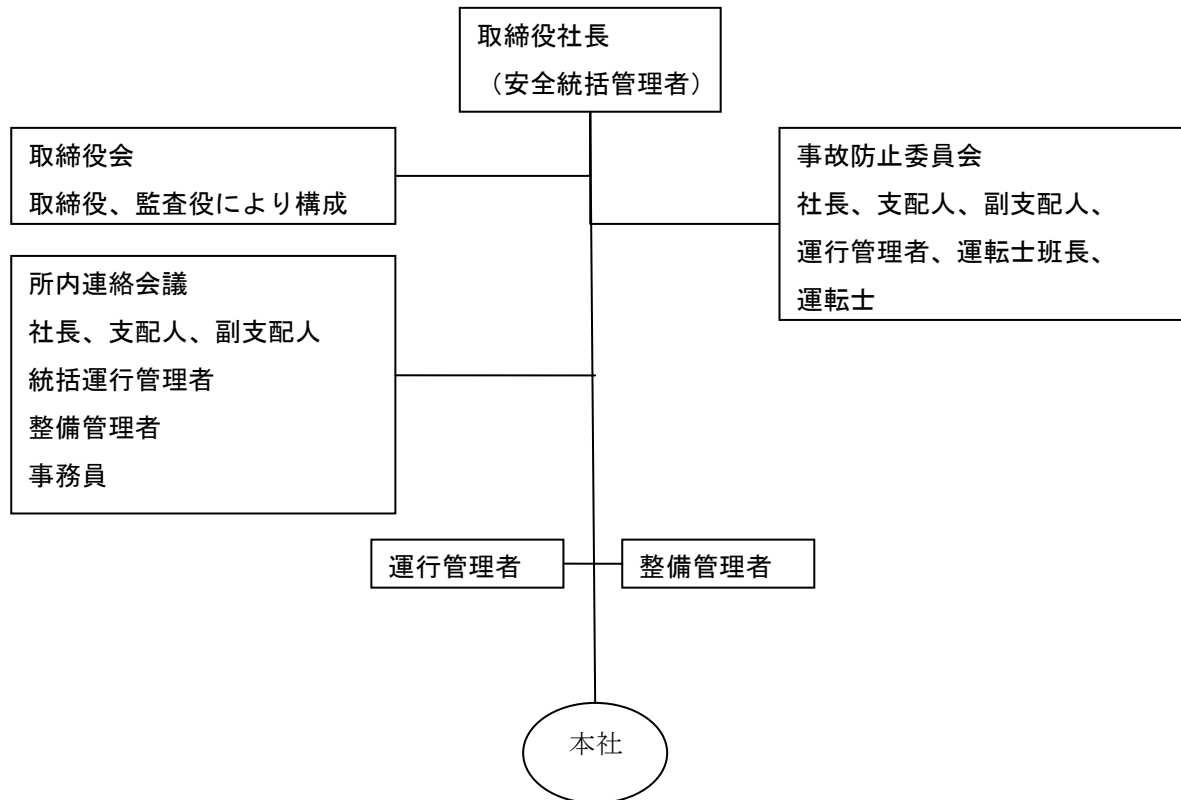 取締役社長
（安全統括管理者）
取締役会
取締役、監査役により構成
事故防止委員会
社長、支配人、副支配人、
運行管理者、運転士班長、
運転士
所内連絡会議
社長、支配人、副支配人
統括運行管理者
整備管理者
事務員
運行管理者
整備管理者
本社